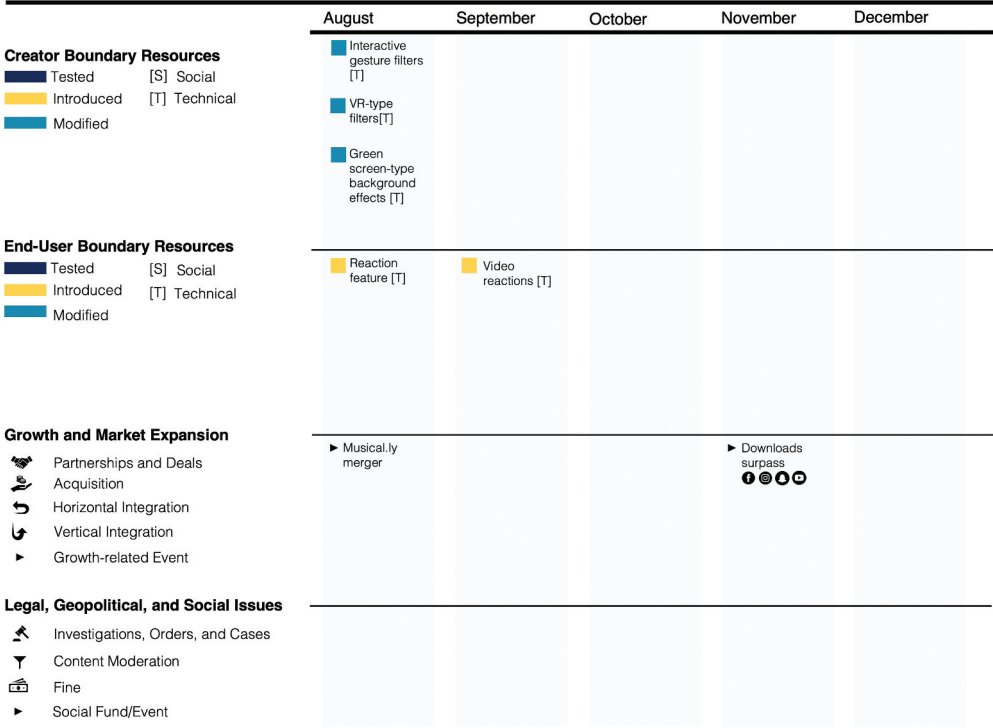 August September October November December
Creator Boundary Resources
Tested [S] Social
Introduced [T] Technical
Modified
Interactive
gesture filters
[T]
VR-type
filters[T]
Green
screen-type
background
effects [T]
End-User Boundary Resources
Tested [S] Social
Introduced [T] Technical
Modified
Reaction
feature [T]
Video
reactions [T]
Growth and Market Expansion
Partnerships and Deals
Acquisition
Horizontal Integration
Vertical Integration
Growth-related Event
Musical.ly
merger
Downloads
surpass
Legal, Geopolitical, and Social Issues
Investigations, Orders, and Cases
Content Moderation
Fine
Social Fund/Event